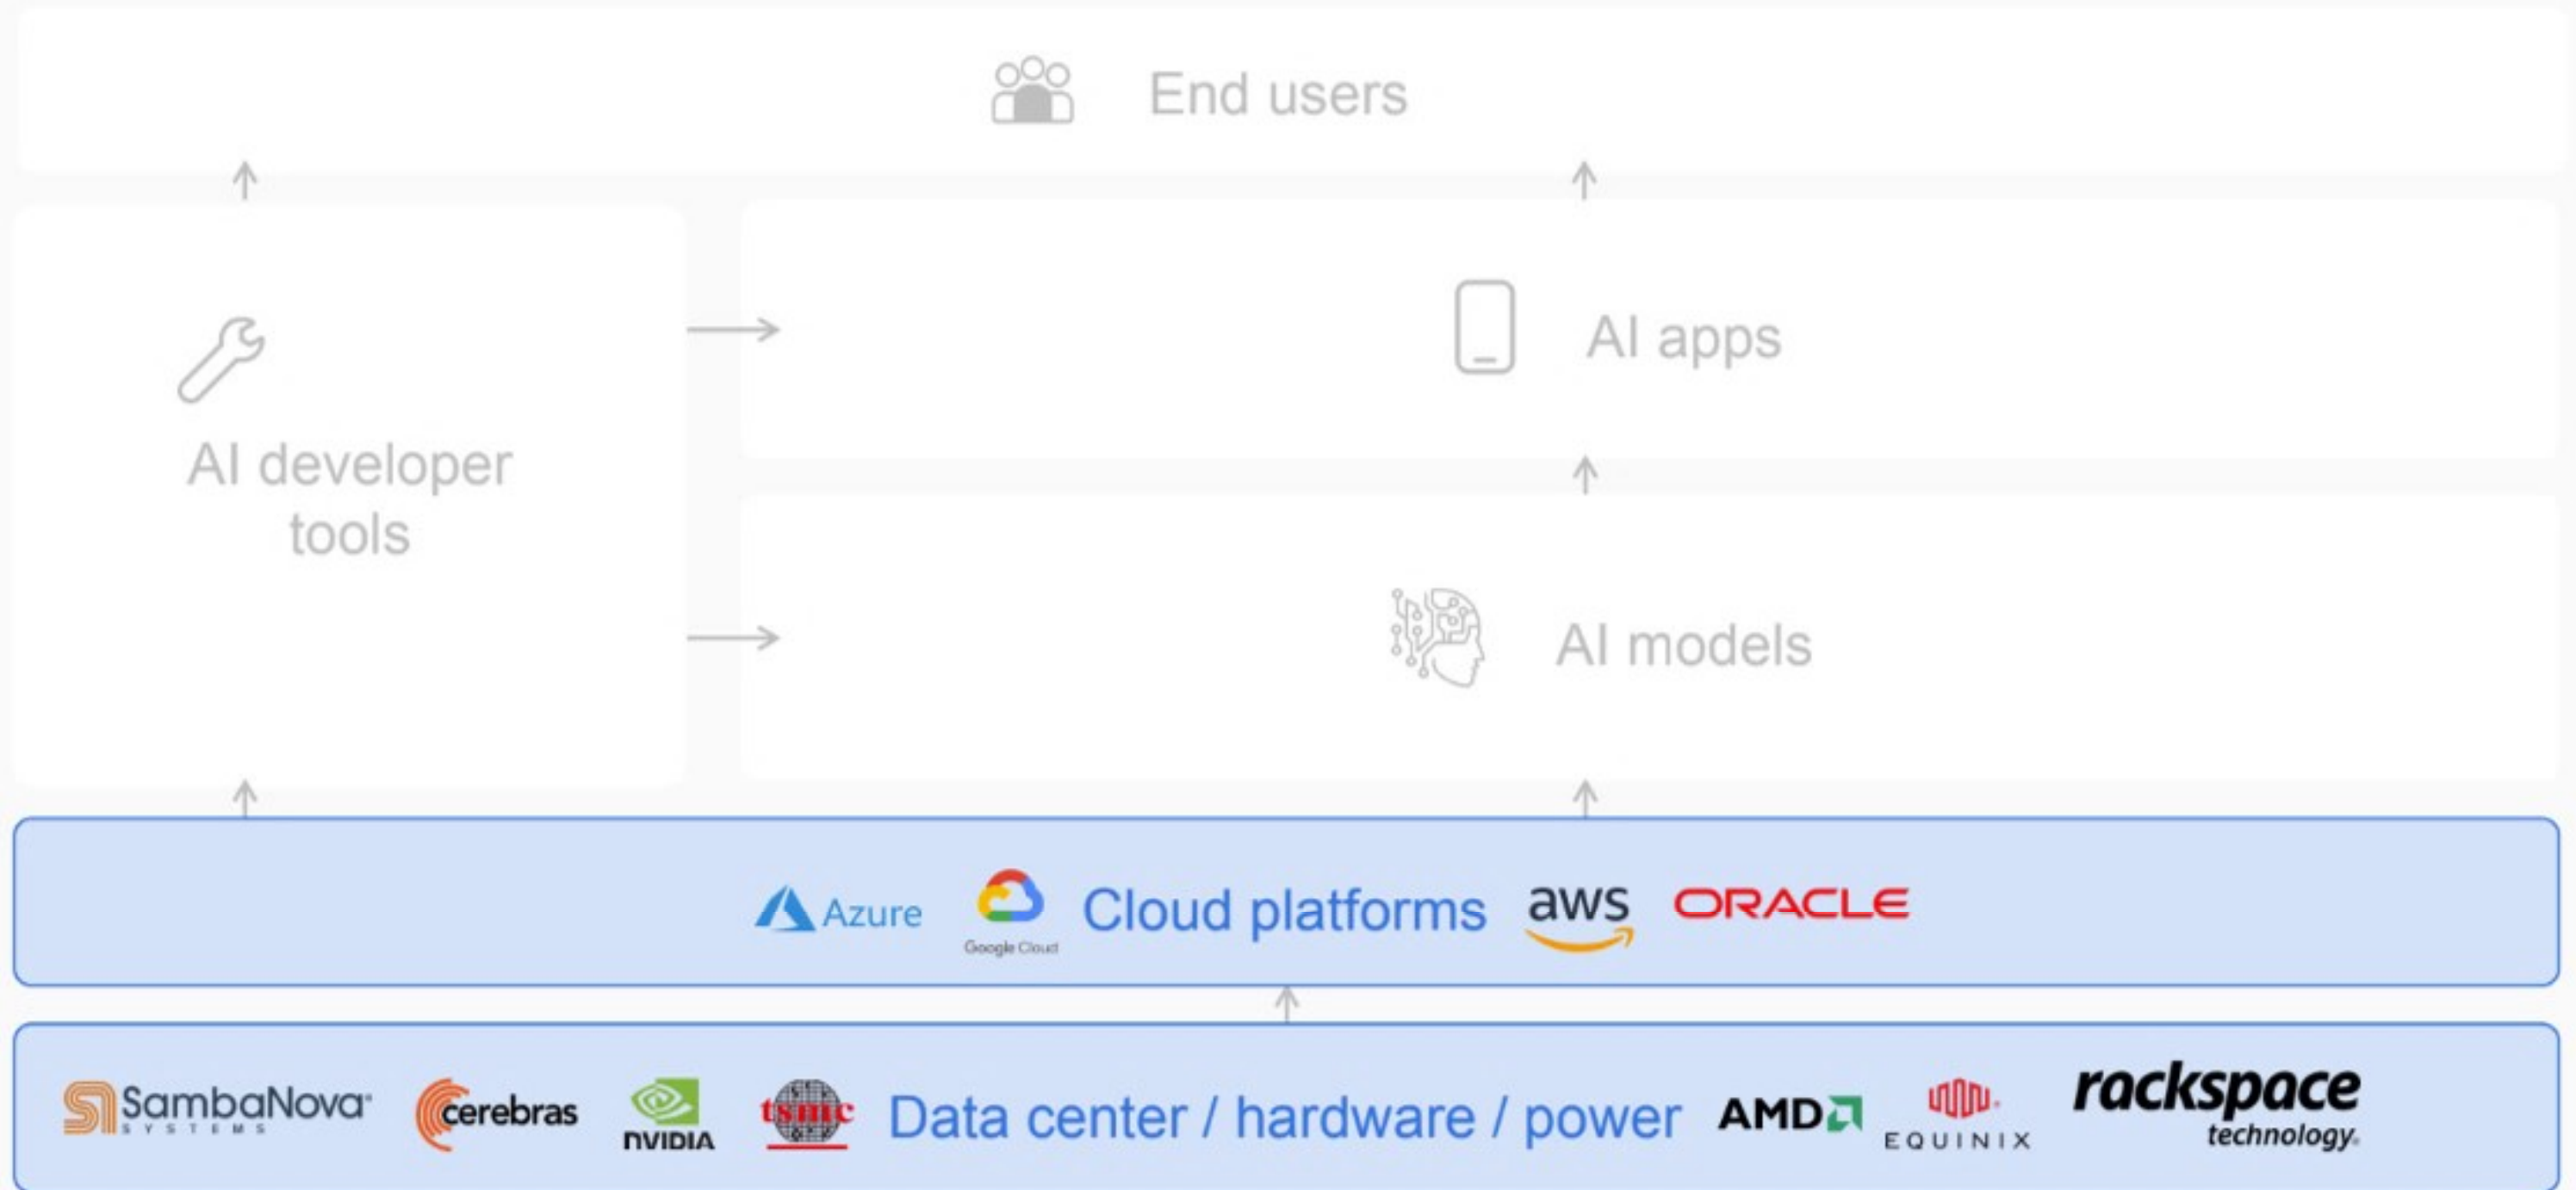 End users
AI apps
AI developer
tools
AI models
Azure
Google Cloud
Cloud platforms
aws
ORACLE
SambaNova
SYSTEMS
cerebras
NVIDIA
tsmc
Data center / hardware / power
AMD
EQUINIX
rackspace
technology.